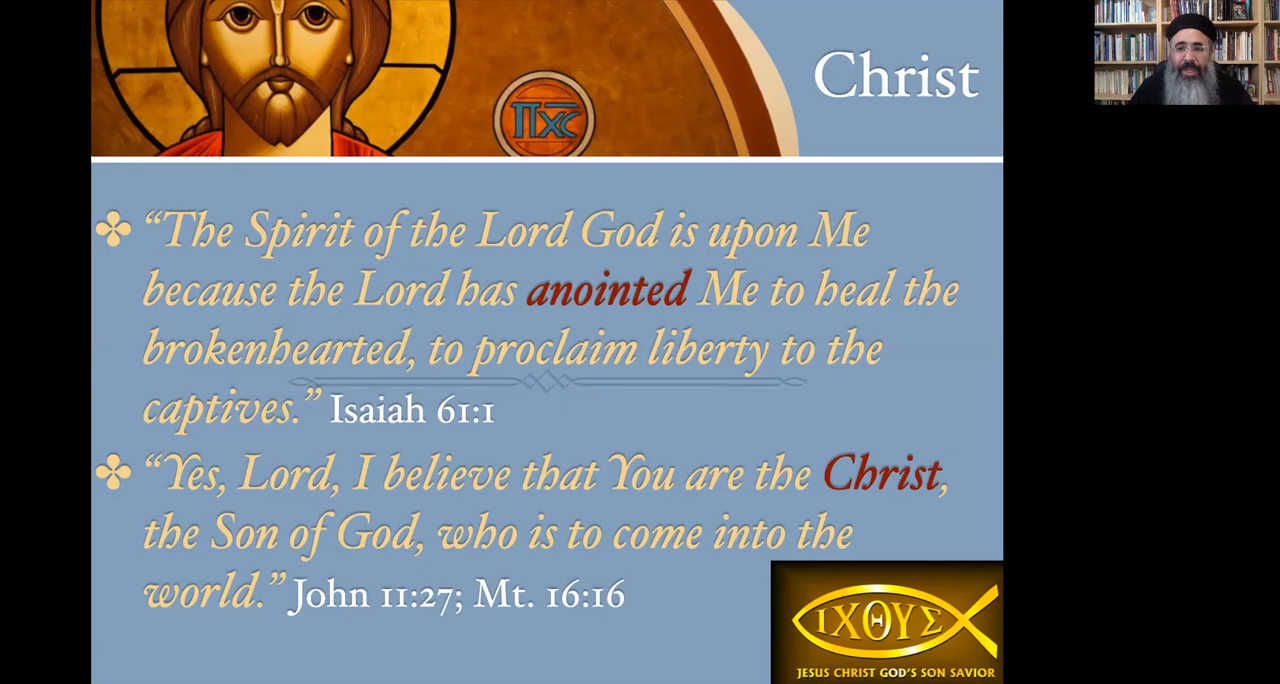 Christ
Πχc
“The Spirit of the Lord God is upon Me
because the Lord has anointed Me to heal the
brokenhearted, to proclaim liberty to the
captives.” Isaiah 61:1
“Yes, Lord, I believe that You are the Christ,
the Son of God, who is to come into the
world.” John 11:27; Mt. 16:16
ΙΧΘΥΣ
JESUS CHRIST GOD'S SON SAVIOR